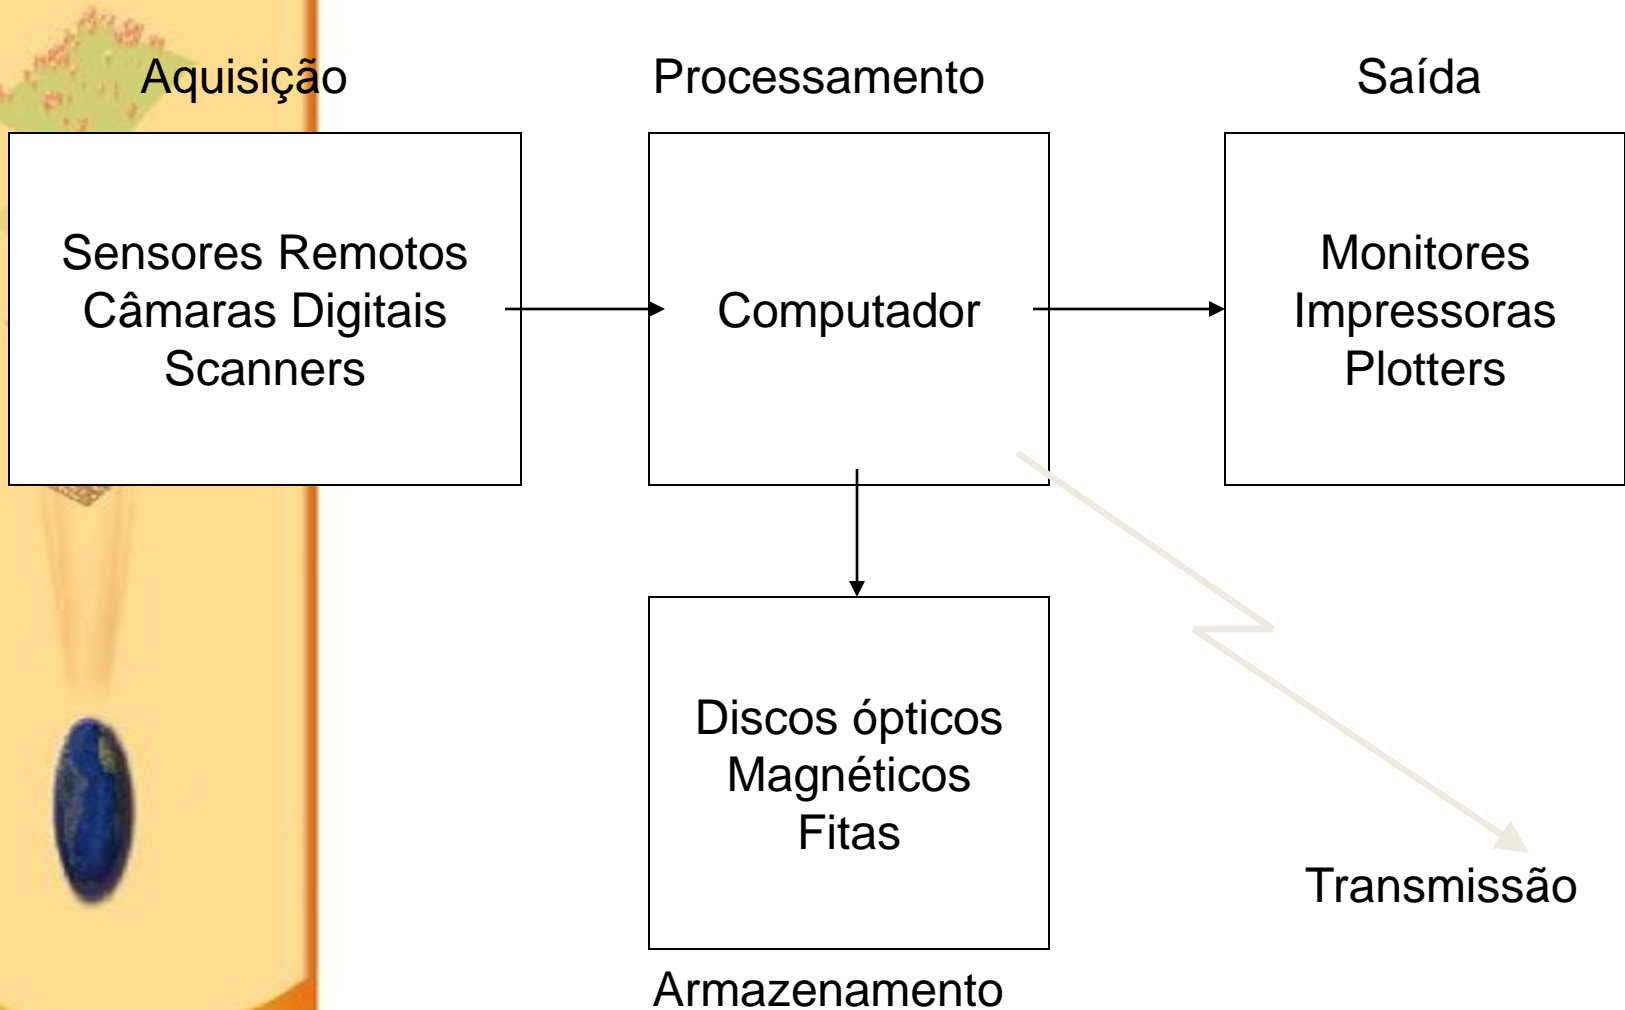 Aquisição
Processamento
Saída
Sensores Remotos
Câmaras Digitais
Scanners
Computador
Monitores
Impressoras
Plotters
Discos ópticos
Magnéticos
Fitas
Transmissão
Armazenamento